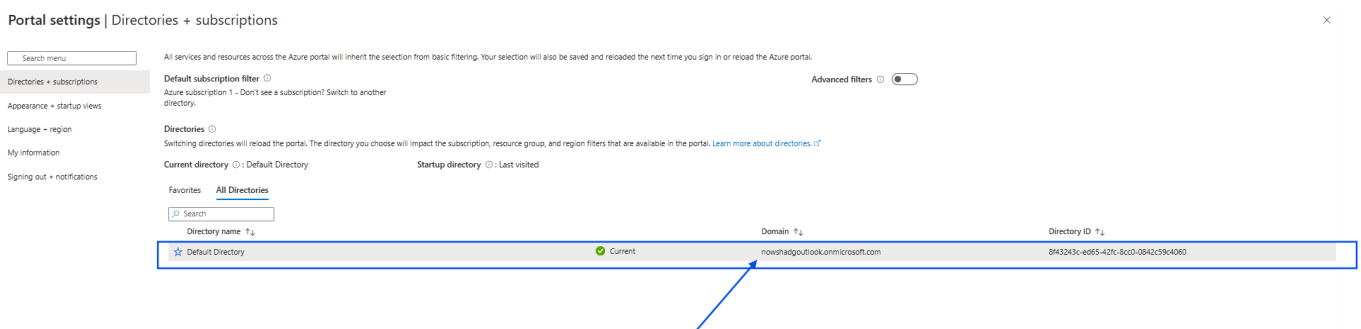 Portal settings | Directories + subscriptions
Search menu
Directories + subscriptions
Appearance + startup views
Language + region
My information
Signing out + notifications
All services and resources across the Azure portal will inherit the selection from basic filtering. Your selection will also be saved and reloaded the next time you sign in or reload the Azure portal.
Default subscription filter
Advanced filters
Azure subscription 1 - Don't see a subscription? Switch to another
directory.
Directories
Switching directories will reload the portal. The directory you choose will impact the subscription, resource group, and region filters that are available in the portal. Learn more about directories.
Current directory : Default Directory Startup directory : Last visited
Favorites All Directories
Search
Directory name Domain Directory ID
Default Directory Current nowshadgoutlook.onmicrosoft.com 8f43243c-ed65-42fc-8cc0-0842c59c4060